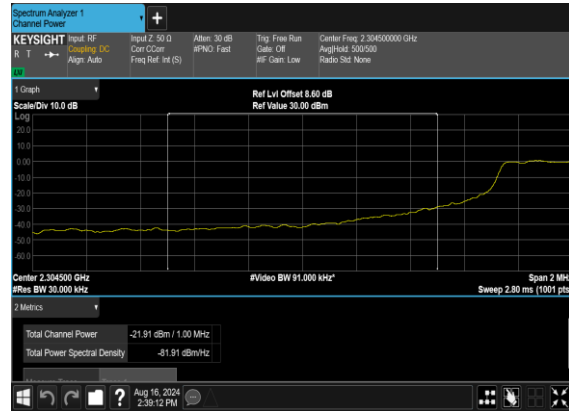 Spectrum Analyzer 1
Channel Power
+
KEYSIGHT Input: RF Input Z: 50 Ω Atten: 30 dB Trig: Free Run Center Freq: 2.304500000 GHz
R T Coupling: DC Corr CCorr #PNO: Fast Gate: Off Avg|Hold: 500/500
Align: Auto Freq Ref: Int (S) #IF Gain: Low Radio Std: None
1 Graph
Ref Lvl Offset 8.60 dB
Scale/Div 10.0 dB Ref Value 30.00 dBm
Log
20.0
10.0
0.00
-10.0
-20.0
-30.0
-40.0
-50.0
-60.0
Center 2.304500 GHz #Video BW 91.000 kHz* Span 2 MHz
#Res BW 30.000 kHz Sweep 2.80 ms (1001 pts
2 Metrics
Total Channel Power -21.91 dBm / 1.00 MHz
Total Power Spectral Density -81.91 dBm/Hz
? Aug 16, 2024
2:39:12 PM